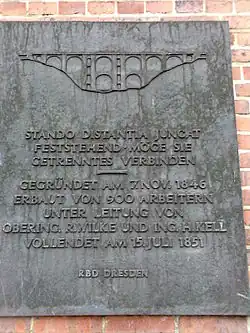 STANDO DISTANTIA JUNGAT
FESTSTEHEND · MÖGE SIE
GETRENNTES VERBINDEN
GEGRÜNDET AM 7. NOV. 1846
ERBAUT VON 900 ARBEITERN
UNTER LEITUNG VON
OBERING. R.WILKE UND ING. H.KELL
VOLLENDET AM 15. JULI 1851
RBD DRESDEN